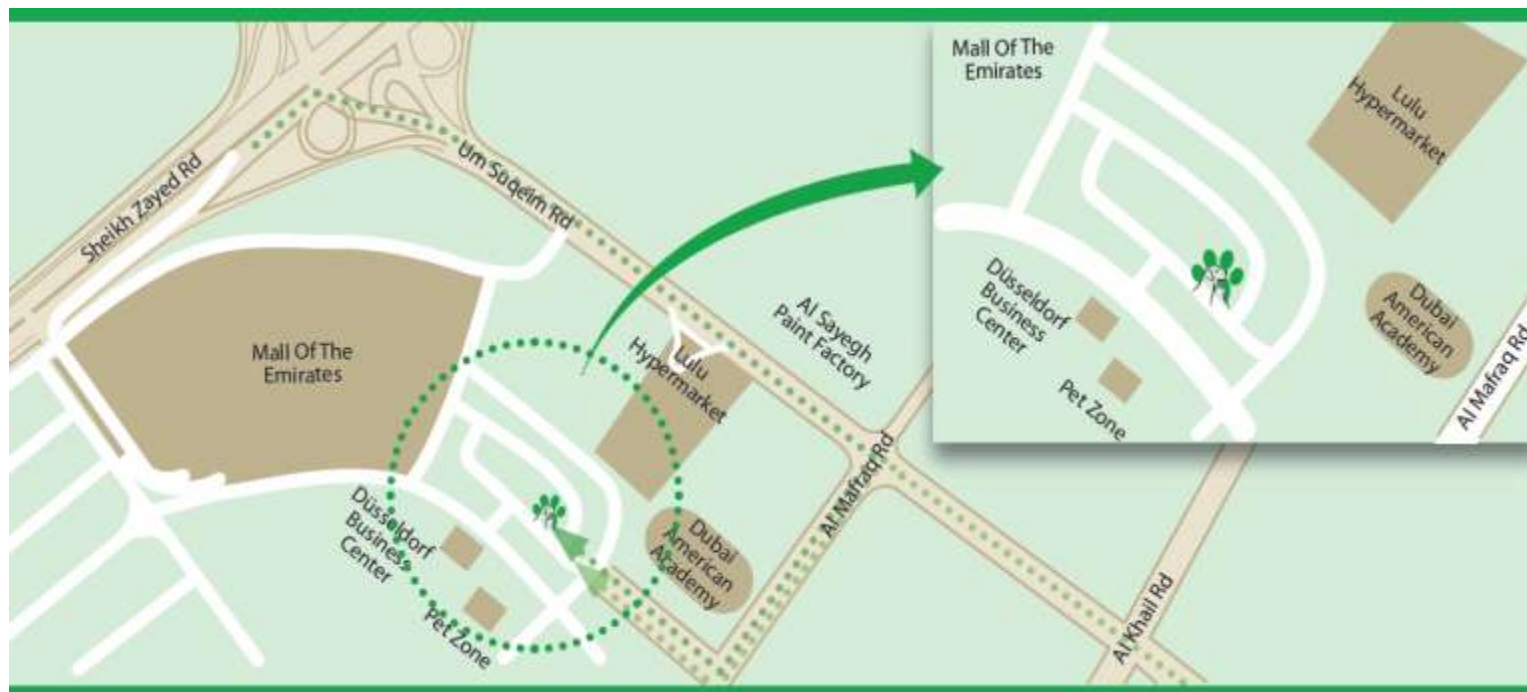 Sheikh Zayed Rd
Um Suqeim Rd
Mall Of The
Emirates
Lulu
Hypermarket
Al Sayegh
Paint Factory
Al Mafraq Rd
Düsseldorf
Business
Center
Pet Zone
Dubai
American
Academy
Al Khail Rd
Mall Of The
Emirates
Lulu
Hypermarket
Düsseldorf
Business
Center
Pet Zone
Dubai
American
Academy
Al Mafraq Rd